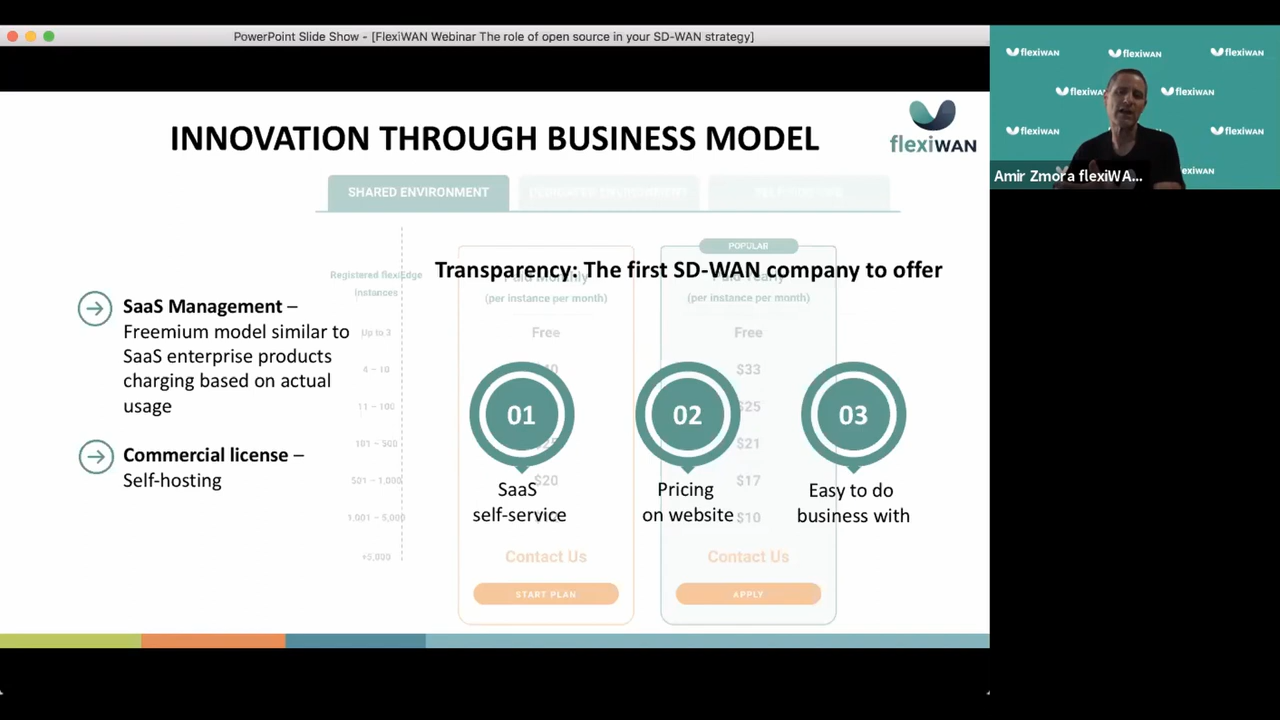 PowerPoint Slide Show - [FlexiWAN Webinar The role of open source in your SD-WAN strategy]
INNOVATION THROUGH BUSINESS MODEL
flexiWAN
SHARED ENVIRONMENT
POPULAR
Transparency: The first SD-WAN company to offer
Registered flexiEdge
Instances
Paid Monthly
(per instance per month)
Paid Yearly
(per instance per month)
SaaS Management –
Freemium model similar to
SaaS enterprise products
charging based on actual
usage
Commercial license –
Self-hosting
Up to 3
Free
Free
4 – 10
$33
11 – 100
$25
101 – 500
$21
501 – 1,000
$20
$17
1,001 – 5,000
$10
+5,000
Contact Us
Contact Us
START PLAN
APPLY
01
02
03
SaaS
self-service
Pricing
on website
Easy to do
business with
flexiWAN
flexiWAN
flexiWAN
flexiWAN
flexiWAN
flexiWAN
Amir Zmora flexiWA...